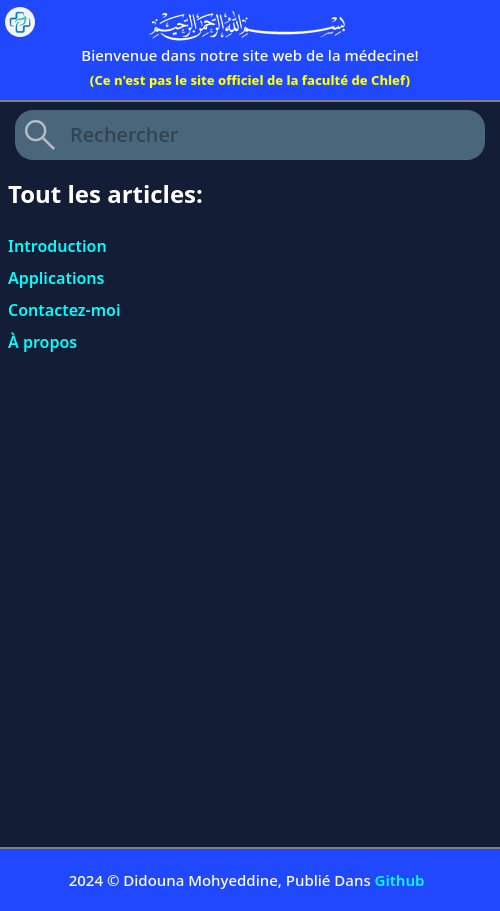 بسم الله الرحمن الرحيم
Bienvenue dans notre site web de la médecine!
(Ce n'est pas le site officiel de la faculté de Chlef)
Rechercher
Tout les articles:
Introduction
Applications
Contactez-moi
À propos
2024 © Didouna Mohyeddine, Publié Dans Github